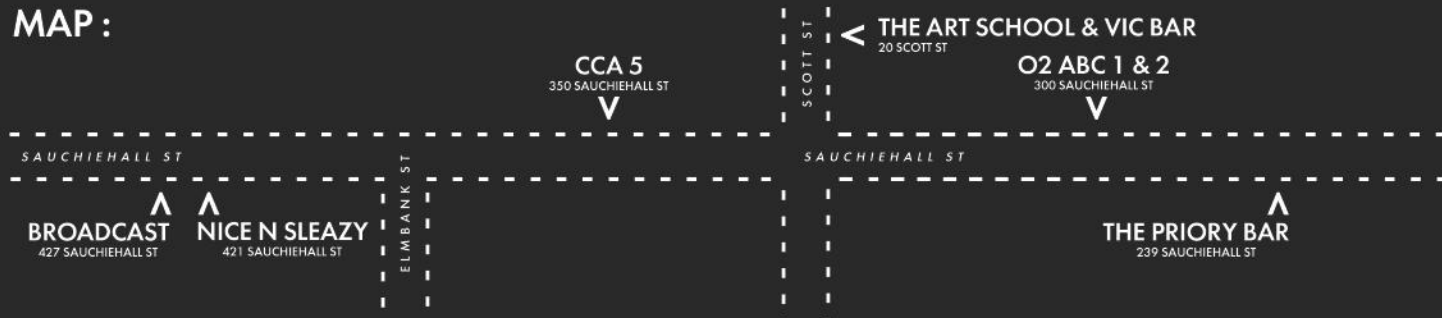 MAP :
SCOTT ST
THE ART SCHOOL & VIC BAR
20 SCOTT ST
CCA 5
350 SAUCHIEHALL ST
O2 ABC 1 & 2
300 SAUCHIEHALL ST
SAUCHIEHALL ST
SAUCHIEHALL ST
ELMBANK ST
BROADCAST
427 SAUCHIEHALL ST
NICE N SLEAZY
421 SAUCHIEHALL ST
THE PRIORY BAR
239 SAUCHIEHALL ST